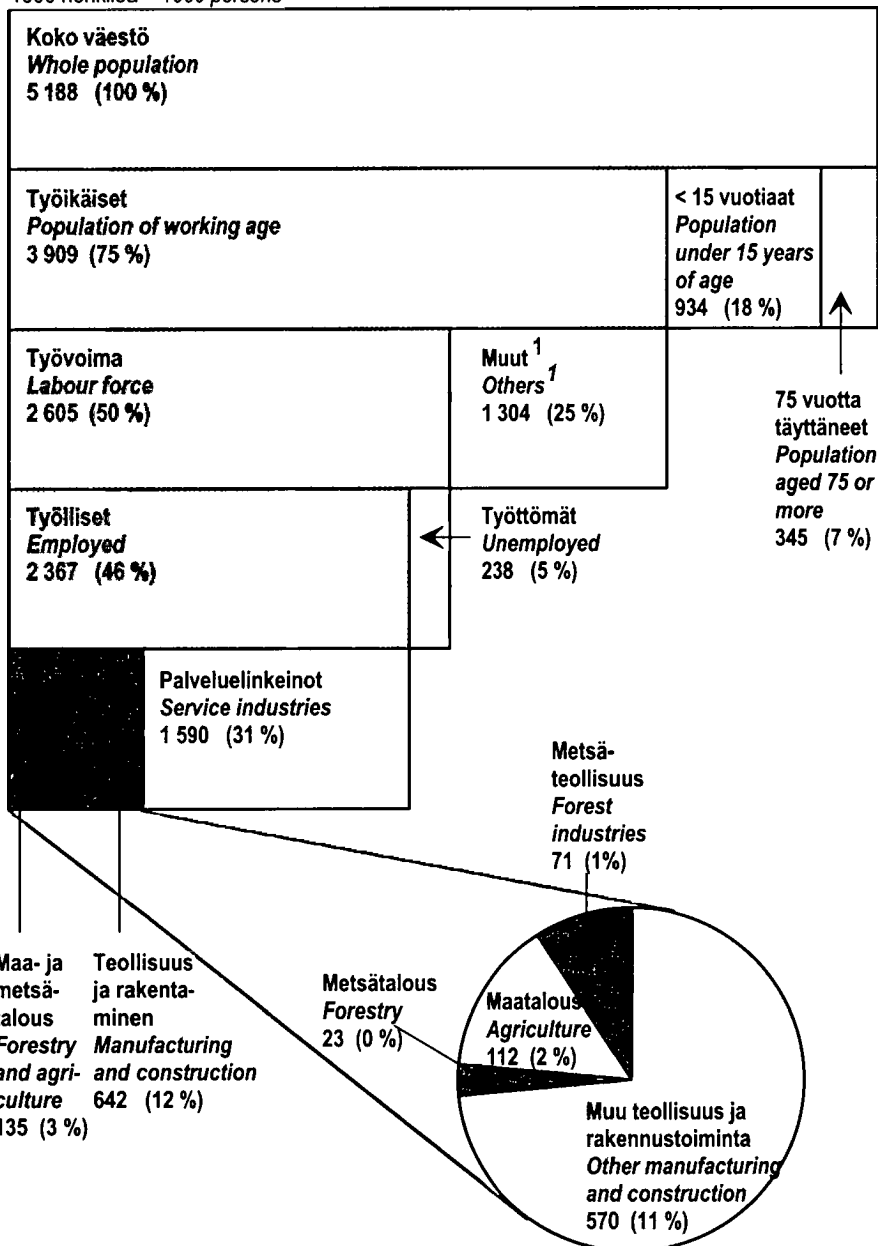 Koko väestö
Whole population
5 188 (100 %)
Työikäiset
Population of working age
3 909 (75 %)
< 15 vuotiaat
Population
under 15 years
of age
934 (18 %)
Työvoima
Labour force
2 605 (50 %)
Muut 1
Others 1
1 304 (25 %)
75 vuotta
täyttäneet
Population
aged 75 or
more
345 (7 %)
Työlliset
Employed
2 367 (46 %)
Työttömät
Unemployed
238 (5 %)
Palveluelinkeinot
Service industries
1 590 (31 %)
Metsä-
teollisuus
Forest
industries
71 (1%)
Maa- ja
metsä-
talous
Forestry
and agri-
culture
135 (3 %)
Teollisuus
ja rakenta-
minen
Manufacturing
and construction
642 (12 %)
Metsätalous
Forestry
23 (0 %)
Maatalous
Agriculture
112 (2 %)
Muu teollisuus ja
rakennustoiminta
Other manufacturing
and construction
570 (11 %)